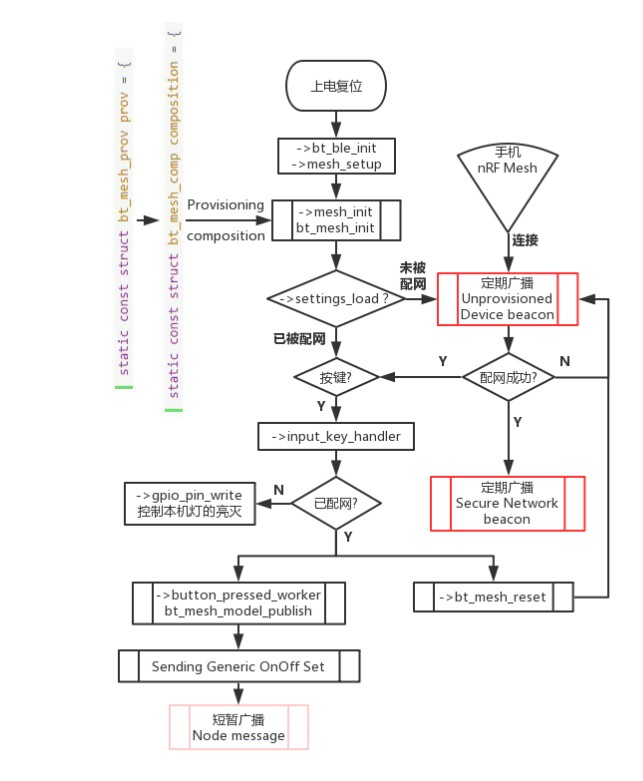 static const struct bt_mesh_prov prov = {
static const struct bt_mesh_comp composition = {
Provisioning
composition
上电复位
->bt_ble_init
->mesh_setup
->mesh_init
bt_mesh_init
手机
nRF Mesh
连接
->settings_load ?
未被
配网
定期广播
Unprovisioned
Device beacon
已被配网
按键?
Y
配网成功?
N
Y
Y
->input_key_handler
定期广播
Secure Network
beacon
->gpio_pin_write
控制本机灯的亮灭
N
已配网?
Y
->button_pressed_worker
bt_mesh_model_publish
->bt_mesh_reset
Sending Generic OnOff Set
短暂广播
Node message